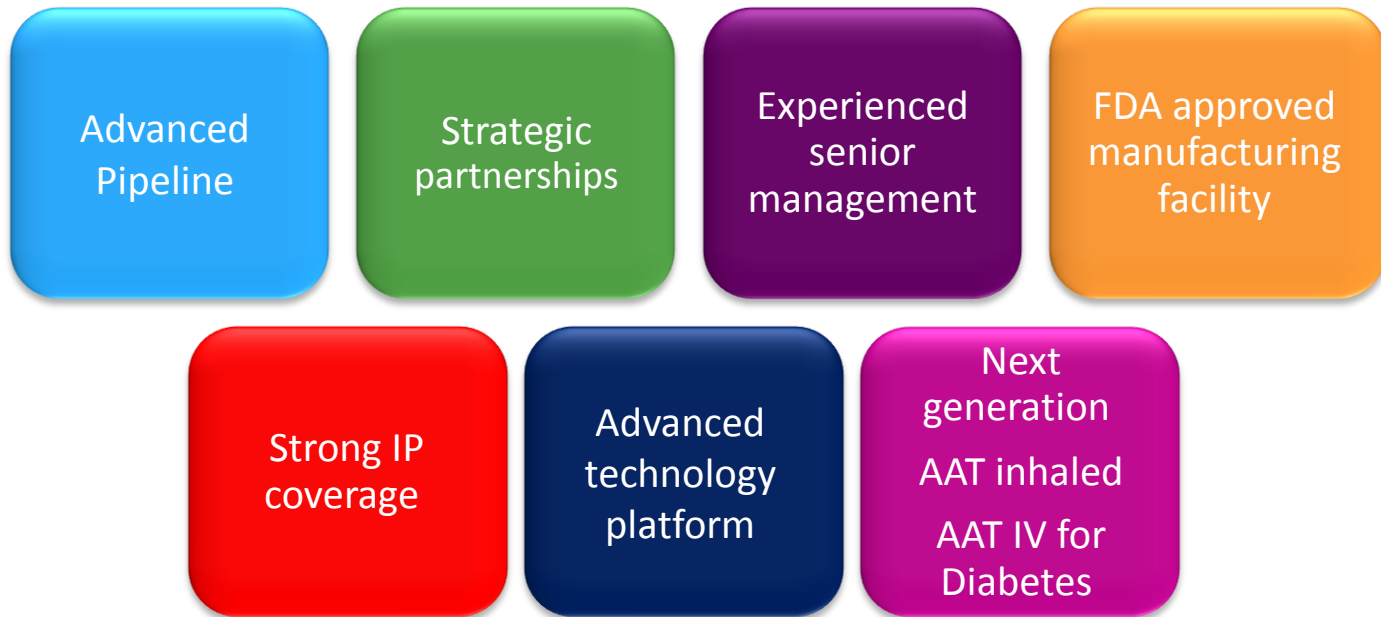 Advanced
Pipeline
Strategic
partnerships
Experienced
senior
management
FDA approved
manufacturing
facility
Strong IP
coverage
Advanced
technology
platform
Next
generation
AAT inhaled
AAT IV for
Diabetes